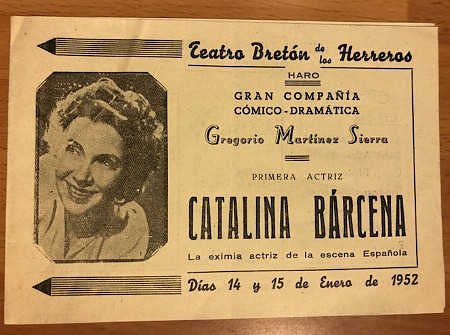 Teatro Bretón de los Herreros
HARO
GRAN COMPAÑÍA
CÓMICO-DRAMÁTICA
Gregorio Martínez Sierra
PRIMERA ACTRIZ
CATALINA BÁRCENA
La eximia actriz de la escena Española
Días 14 y 15 de Enero de 1952